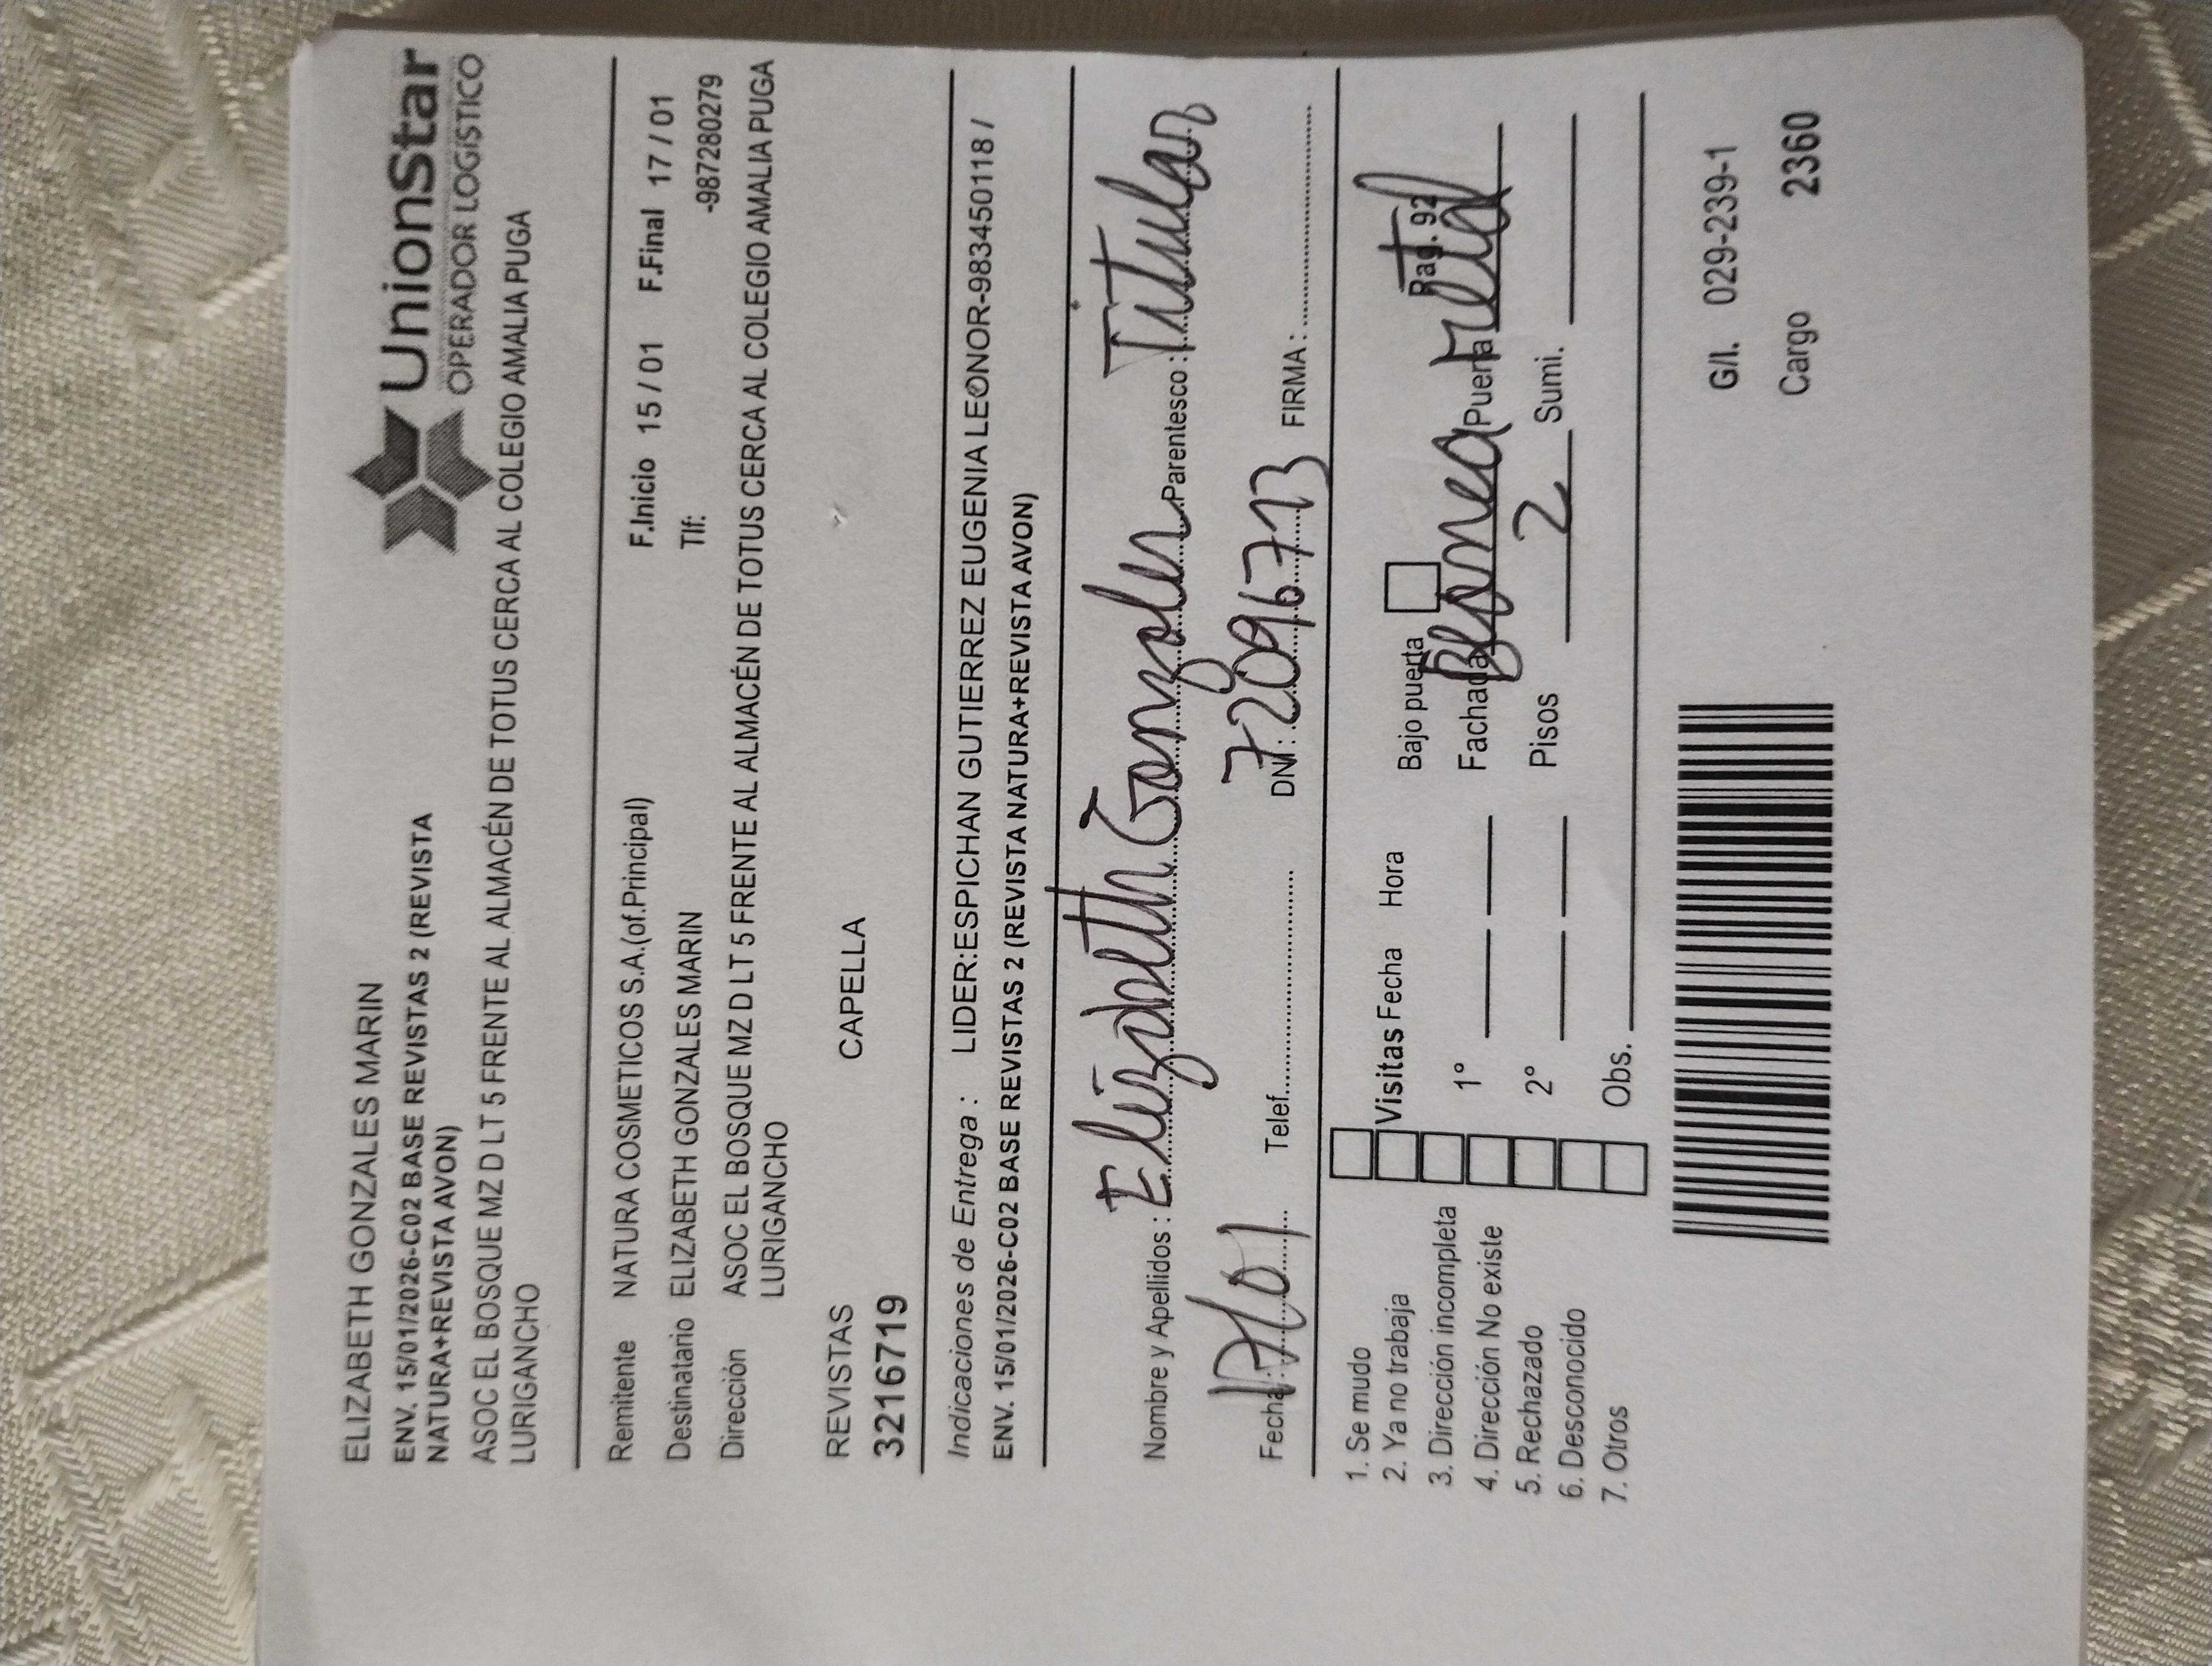 UnionStar
OPERADOR LOGISTICO
ELIZABETH GONZALES MARIN
ENV. 15/01/2026-C02 BASE REVISTAS 2 (REVISTA
NATURA+REVISTA AVON)
ASOC EL BOSQUE MZ D LT 5 FRENTE AL ALMACÉN DE TOTUS CERCA AL COLEGIO AMALIA PUGA
LURIGANCHO
Remitente NATURA COSMETICOS S.A.(of.Principal) F.Inicio 15 / 01 F.Final 17 / 01
Destinatario ELIZABETH GONZALES MARIN Tlf: -987280279
Dirección ASOC EL BOSQUE MZ D LT 5 FRENTE AL ALMACÉN DE TOTUS CERCA AL COLEGIO AMALIA PUGA
LURIGANCHO
REVISTAS CAPELLA
3216719
Indicaciones de Entrega : LIDER:ESPICHAN GUTIERREZ EUGENIA LEONOR-983450118 /
ENV. 15/01/2026-C02 BASE REVISTAS 2 (REVISTA NATURA+REVISTA AVON)
Nombre y Apellidos : Elizabeth Gonzales Parentesco : Titular
Fecha: 17/01 Telef. DNI: 72096713 FIRMA:
1. Se mudo
2. Ya no trabaja Visitas Fecha Hora Bajo puerta Pag. 92
3. Dirección incompleta 1° Fachada Blanca Puerta metal
4. Dirección No existe
5. Rechazado 2° Pisos 2 Sumi.
6. Desconocido
7. Otros Obs.
G/I. 029-239-1
Cargo 2360